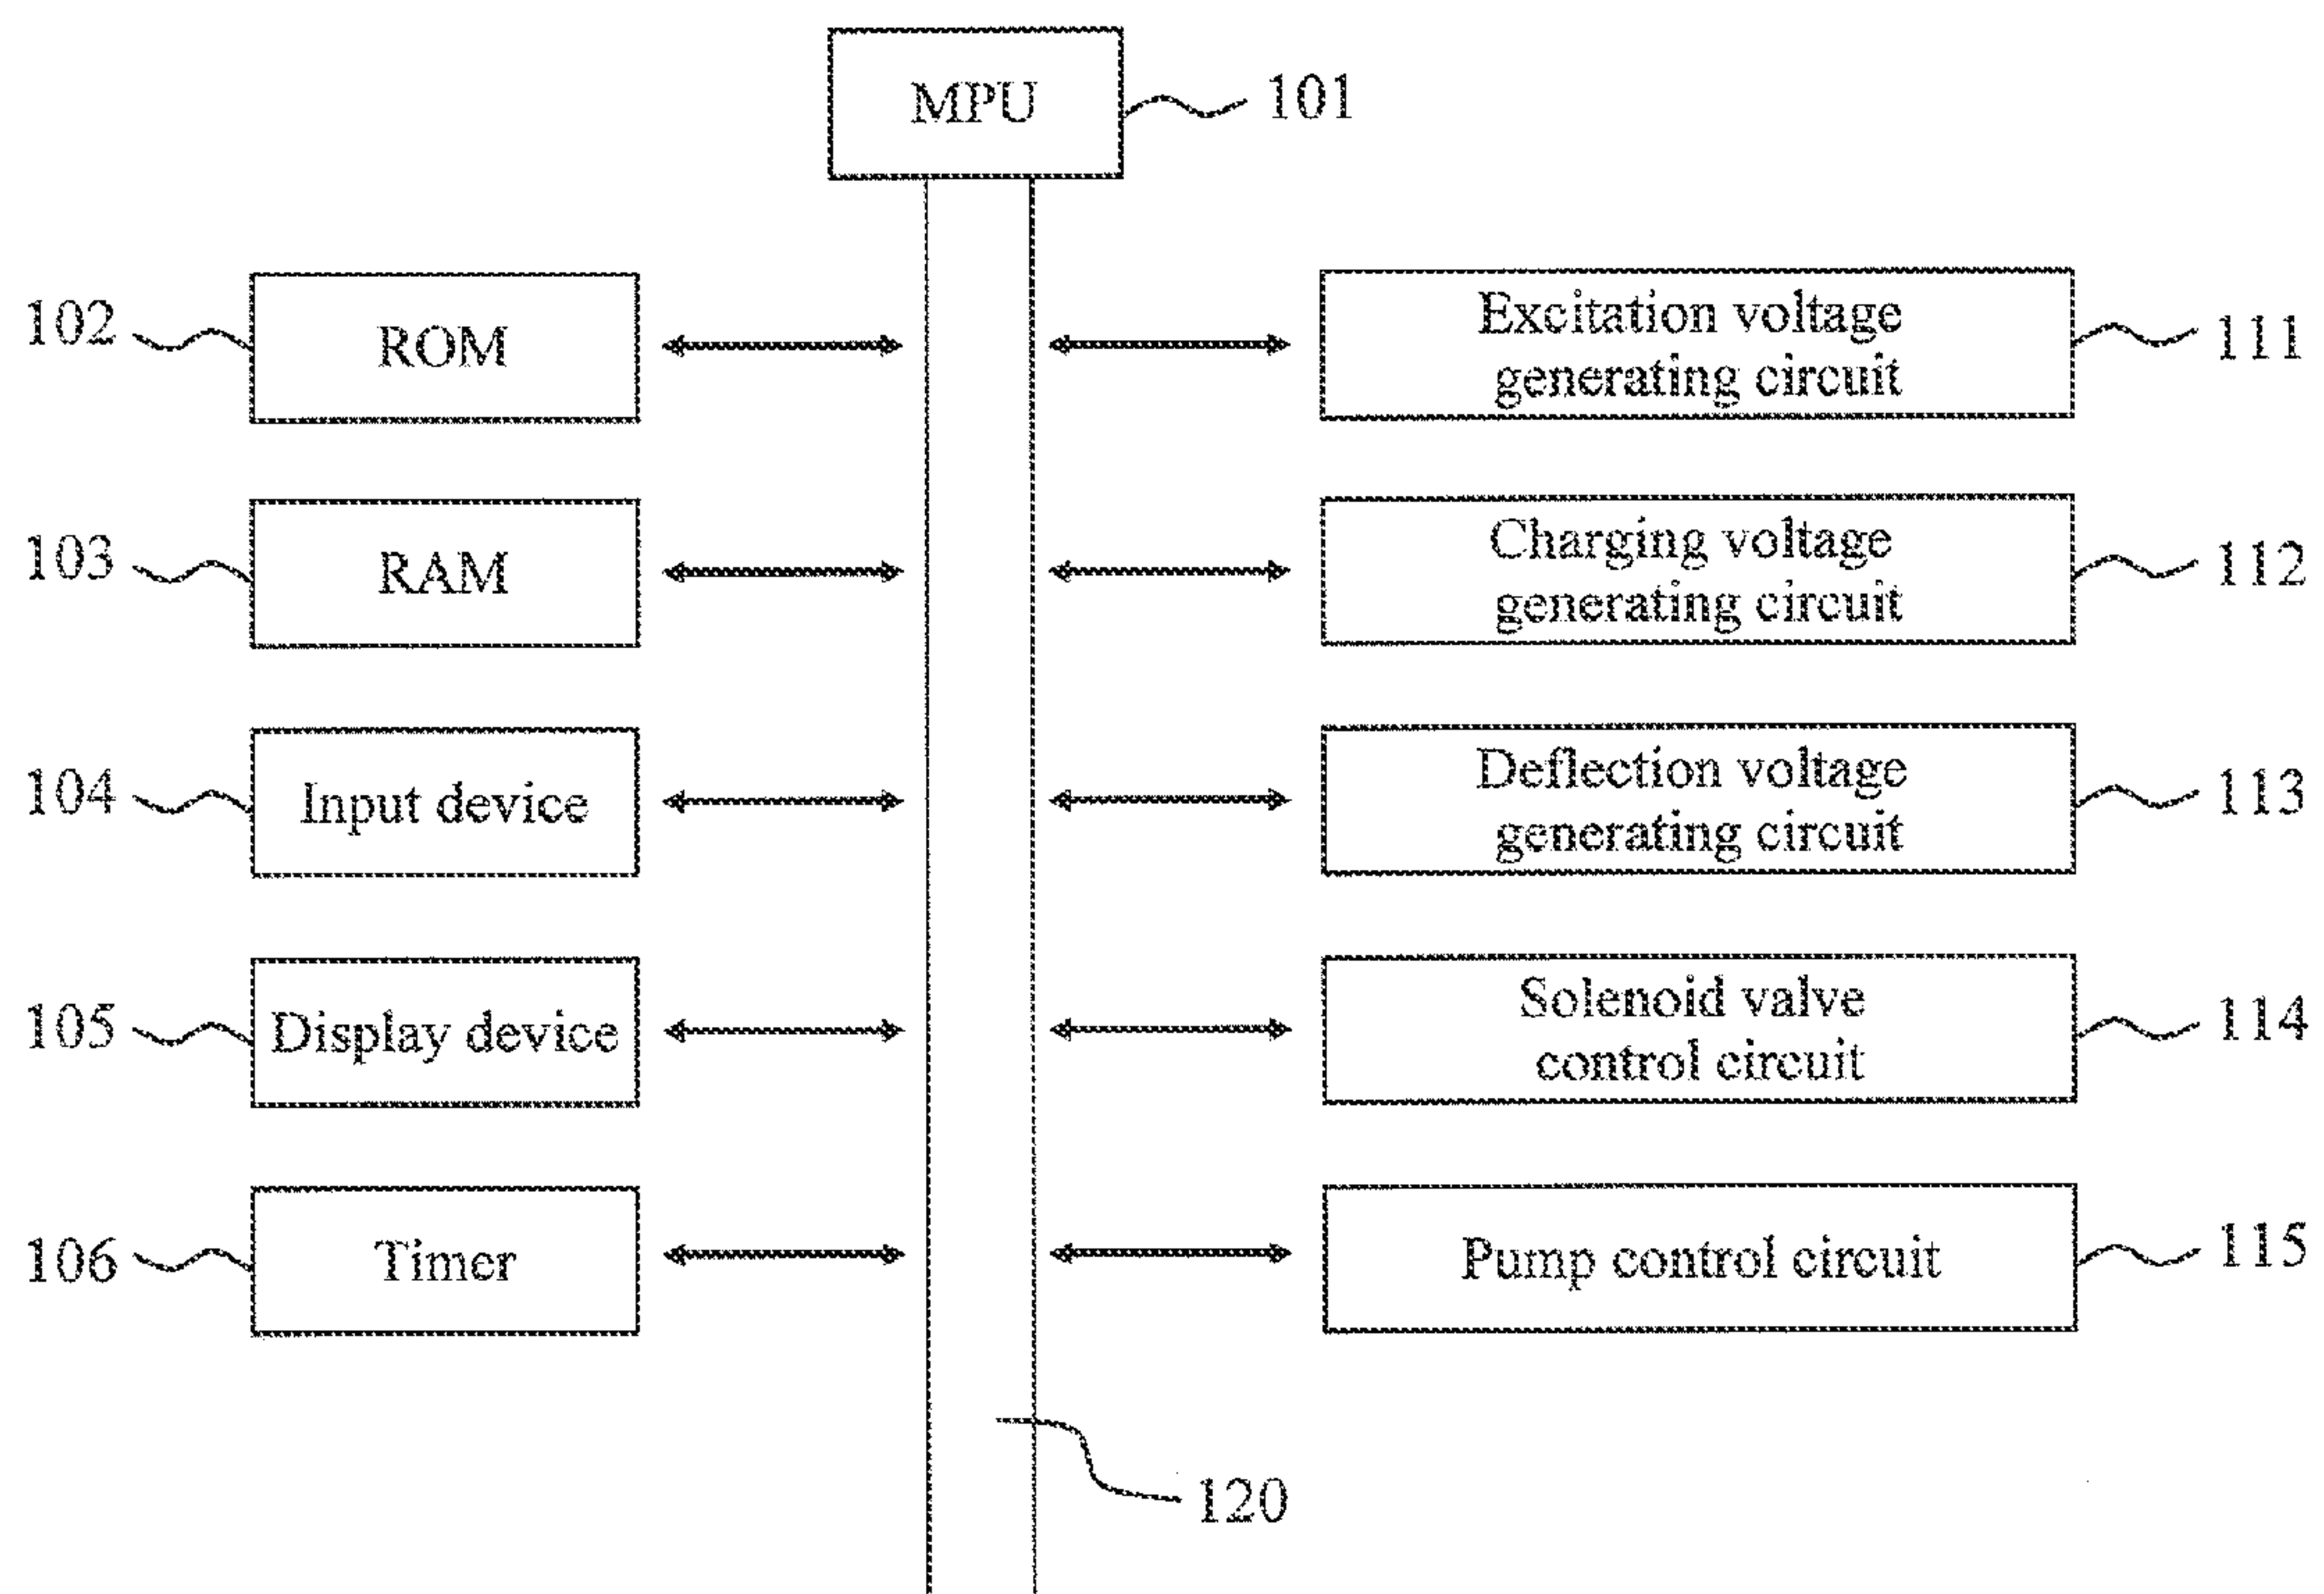 MPU 101
102 ROM
Excitation voltage
generating circuit
111
103 RAM
Charging voltage
generating circuit
112
104 Input device
Deflection voltage
generating circuit
113
105 Display device
Solenoid valve
control circuit
114
106 Timer
Pump control circuit 115
120